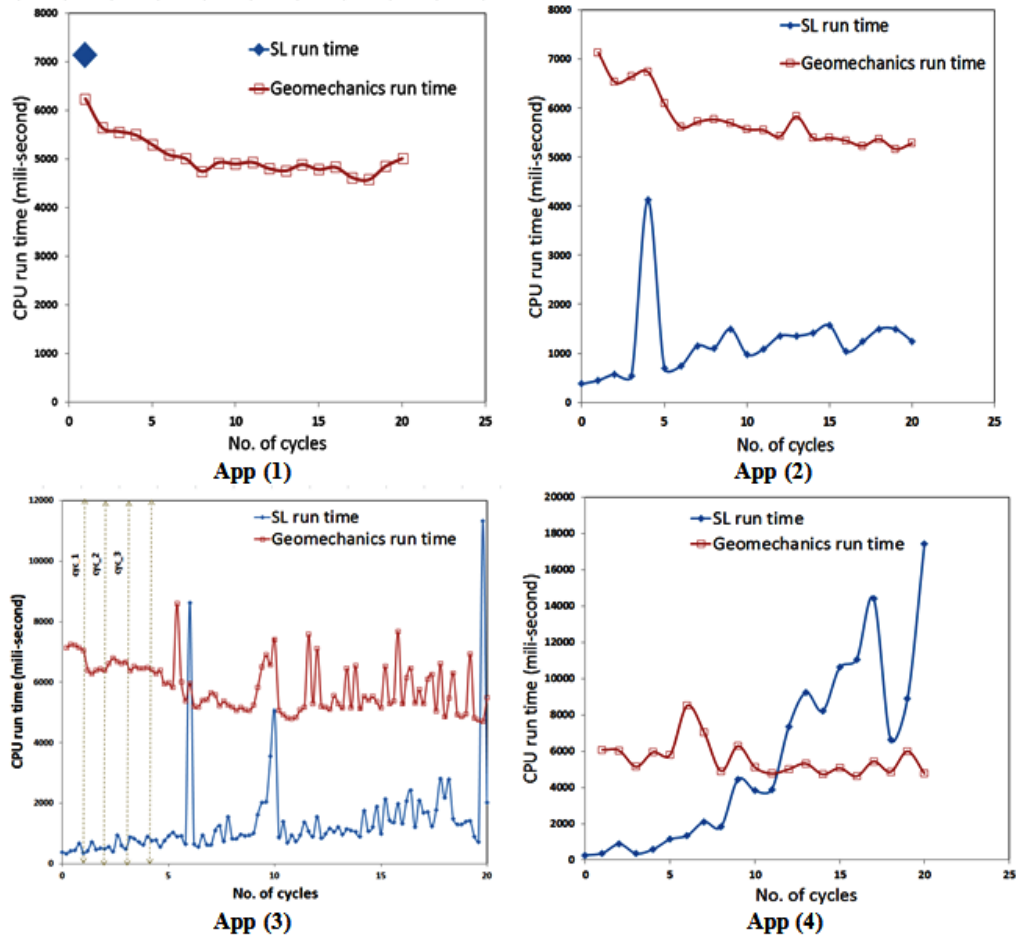 8000
7000
6000
5000
4000
3000
2000
1000
0
CPU run time (mili-second)
SL run time
Geomechanics run time
0 5 10 15 20 25
No. of cycles
App (1)
8000
7000
6000
5000
4000
3000
2000
1000
0
CPU run time (mili-second)
SL run time
Geomechanics run time
0 5 10 15 20 25
No. of cycles
App (2)
12000
10000
8000
6000
4000
2000
0
CPU run time (mili-second)
SL run time
Geomechanics run time
cyc_1
cyc_2
cyc_3
0 5 10 15 20
No. of cycles
App (3)
20000
18000
16000
14000
12000
10000
8000
6000
4000
2000
0
CPU run time (mili-second)
SL run time
Geomechanics run time
0 5 10 15 20 25
No. of cycles
App (4)